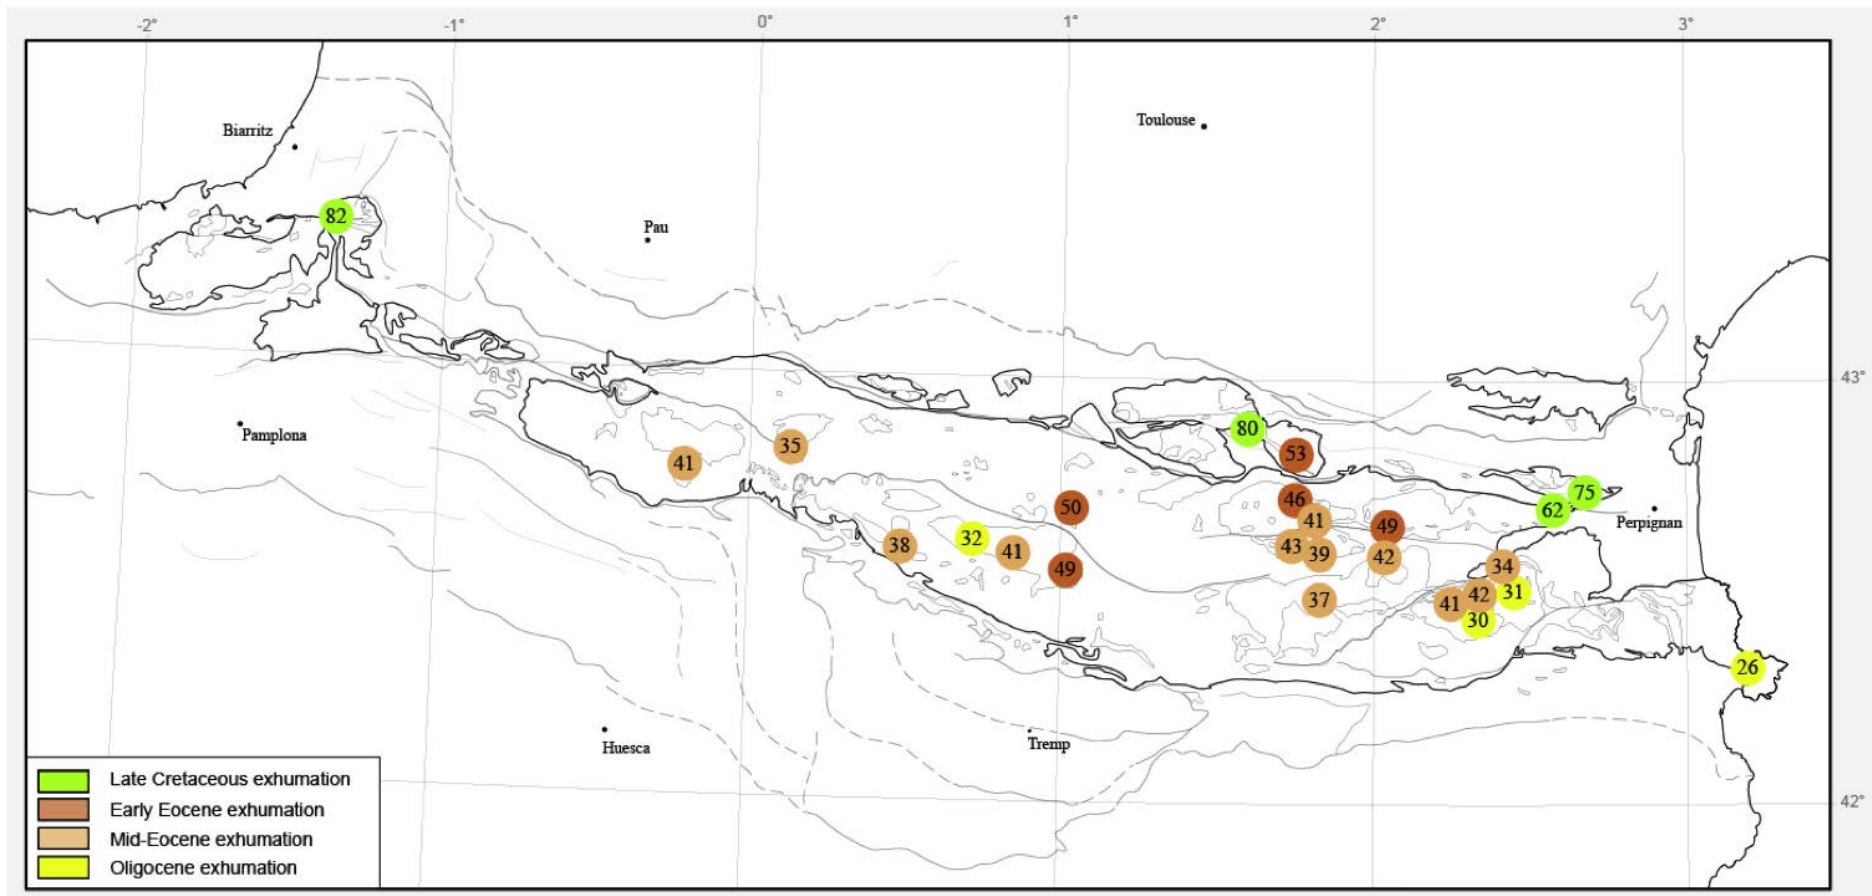 -2° -1° 0° 1° 2° 3°
Toulouse
Biarritz
82
Pau
43°
80
Pamplona
35
53
41
75
46
50
62
41
49
Perpignan
32
38
43
41
39
42
49
34
31
37
42
41
30
26
Huesca
Tremp
Late Cretaceous exhumation
42°
Early Eocene exhumation
Mid-Eocene exhumation
Oligocene exhumation